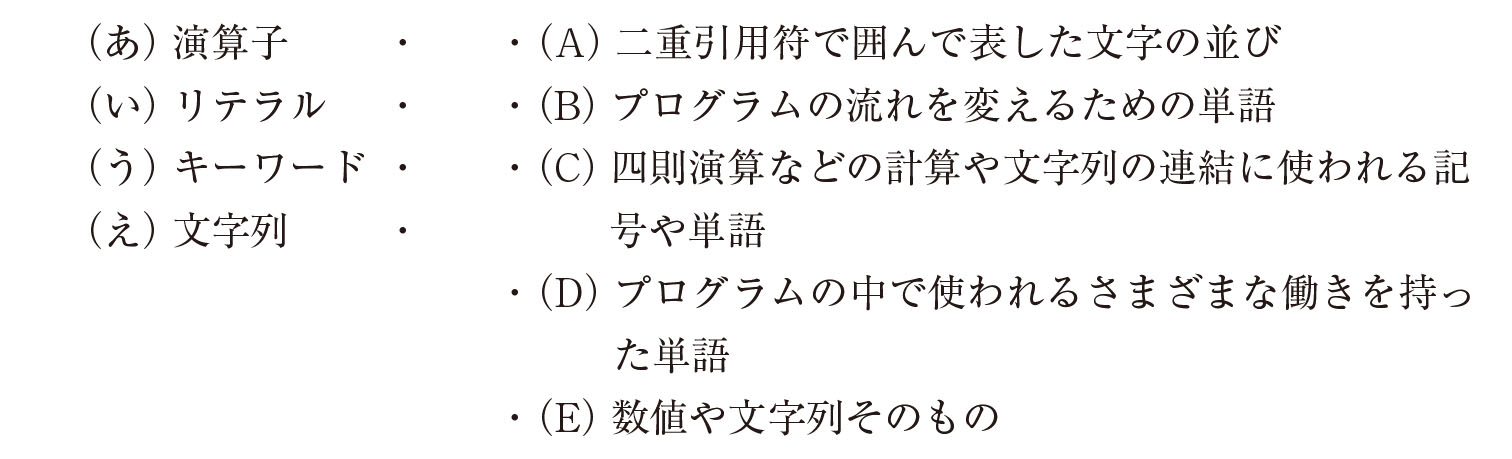 （あ）演算子　・　・（A）二重引用符で囲んで表した文字の並び
（い）リテラル　・　・（B）プログラムの流れを変えるための単語
（う）キーワード　・　・（C）四則演算などの計算や文字列の連結に使われる記
（え）文字列　・　号や単語
・（D）プログラムの中で使われるさまざまな働きを持っ
た単語
・（E）数値や文字列そのもの